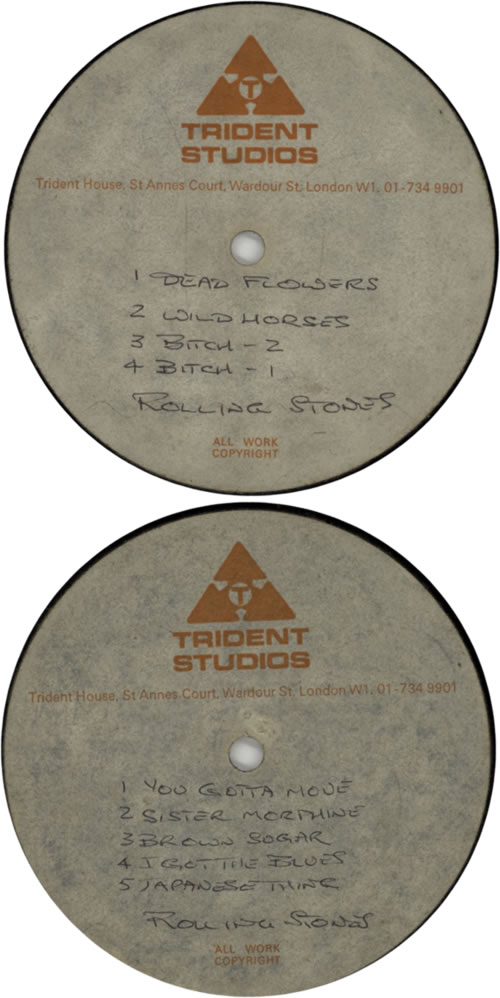 TRIDENT
STUDIOS
Trident House, St Annes Court, Wardour St. London W1. 01-734 9901
1 DEAD FLOWERS
2 WILD HORSES
3 BITCH - 2
4 BITCH - 1
ROLLING STONES
ALL WORK
COPYRIGHT
TRIDENT
STUDIOS
Trident House, St Annes Court, Wardour St. London W1. 01-734 9901
1 YOU GOTTA MOVE
2 SISTER MORPHINE
3 BROWN SUGAR
4 I GOT THE BLUES
5 JAPANESE THING
ROLLING STONES
ALL WORK
COPYRIGHT